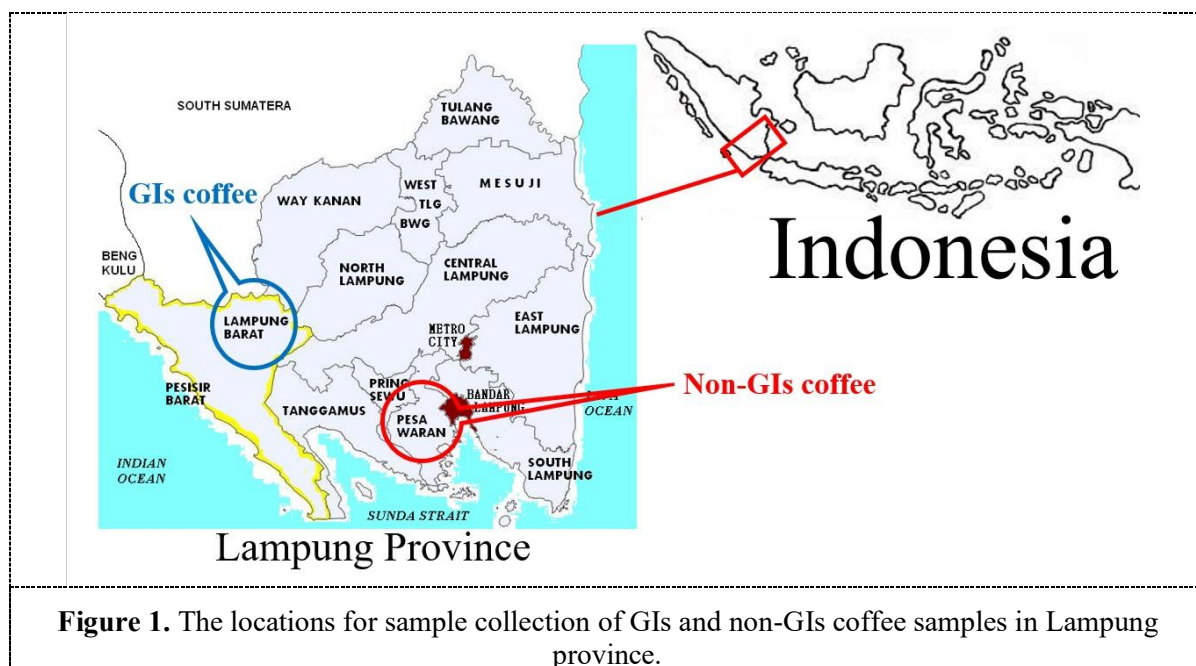 SOUTH SUMATERA
TULANG
BAWANG
GIs coffee
WAY KANAN
WEST
TLG
BWG
MESUJI
BENG
KULU
NORTH
LAMPUNG
CENTRAL
LAMPUNG
LAMPUNG
BARAT
EAST
LAMPUNG
METRO
CITY
PESISIR
BARAT
TANGGAMUS
PRING
SEWU
PESA
WARAN
BANDAR
LAMPUNG
Non-GIs coffee
OCEAN
INDIAN
OCEAN
SOUTH
LAMPUNG
SUNDA STRAIT
Lampung Province
Indonesia
Figure 1. The locations for sample collection of GIs and non-GIs coffee samples in Lampung
province.